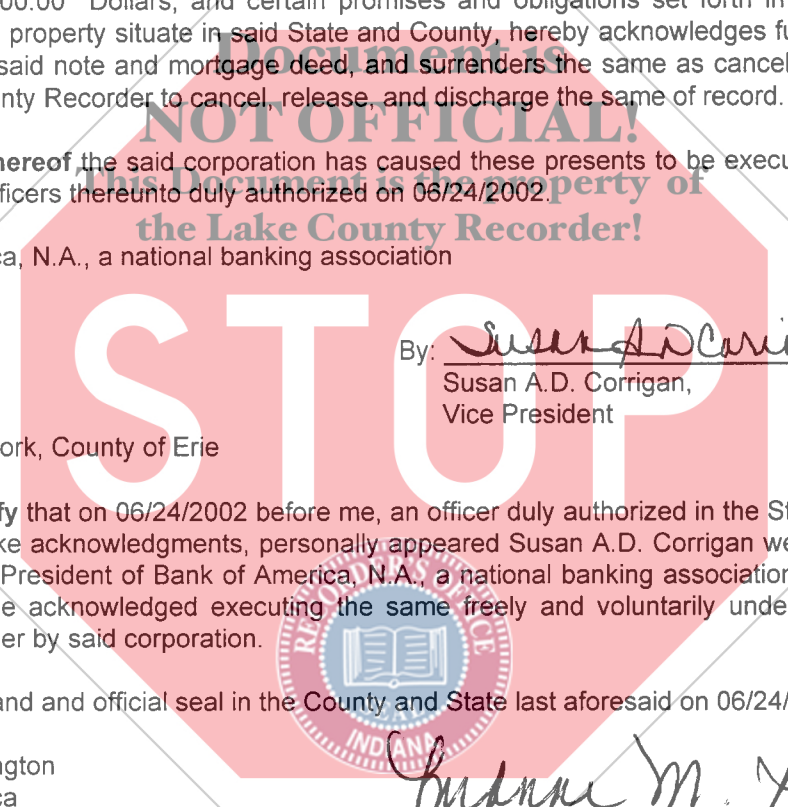 00.00 Dollars, and certain promises and obligations set forth in
property situate in said State and County, hereby acknowledges fu
said note and mortgage deed, and surrenders the same as cancel
nty Recorder to cancel, release, and discharge the same of record.
Document is
NOT OFFICIAL!
hereof the said corporation has caused these presents to be execu
This Document is the property of
ficers thereunto duly authorized on 06/24/2002.
the Lake County Recorder!
ca, N.A., a national banking association
STOP
By: Susan A D Corri
Susan A.D. Corrigan,
Vice President
ork, County of Erie
fy that on 06/24/2002 before me, an officer duly authorized in the St
ke acknowledgments, personally appeared Susan A.D. Corrigan we
President of Bank of America, N.A., a national banking association
e acknowledged executing the same freely and voluntarily unde
er by said corporation.
RECORDER'S OFFICE
SEAL
INDIANA
and and official seal in the County and State last aforesaid on 06/24/
ngton
ca
M.